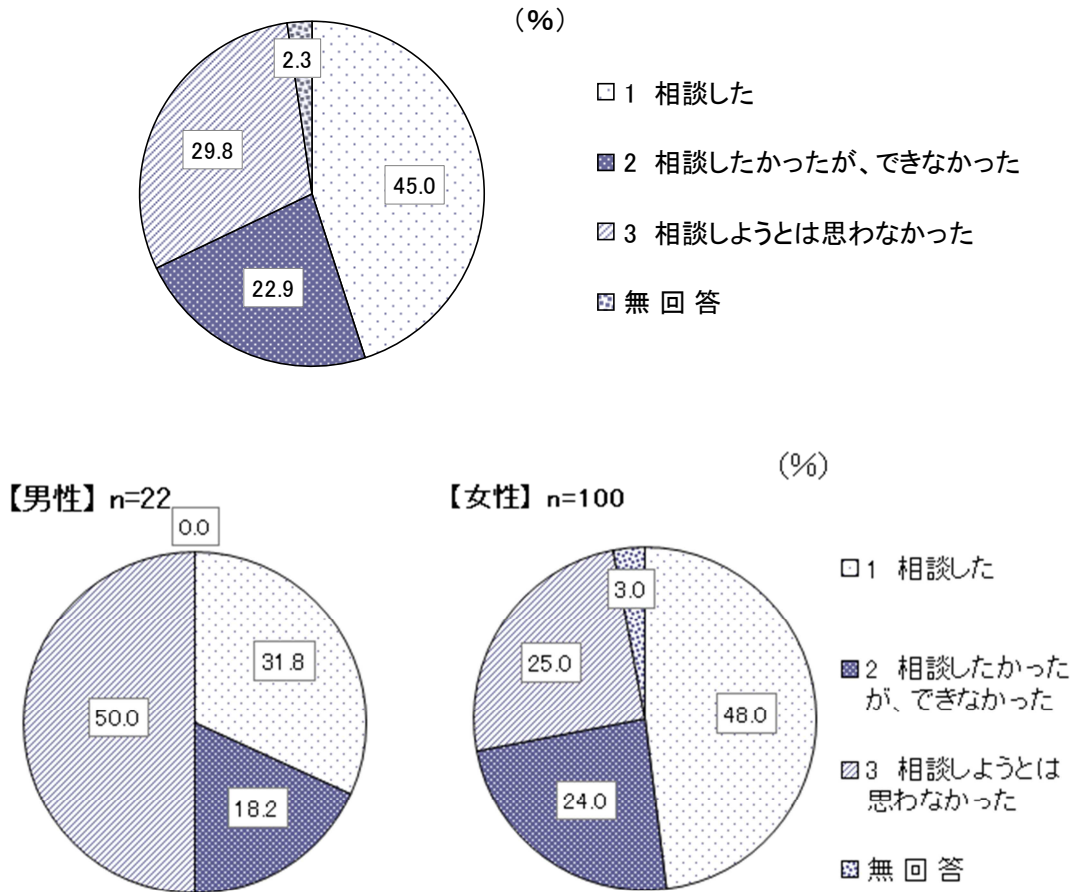 (%)
2.3
29.8
45.0
22.9
1 相談した
2 相談したかったが、できなかった
3 相談しようとは思わなかった
無 回 答
(%)
【男性】 n=22
0.0
31.8
50.0
18.2
【女性】 n=100
3.0
25.0
48.0
24.0
1 相談した
2 相談したかった
が、できなかった
3 相談しようとは
思わなかった
無 回 答